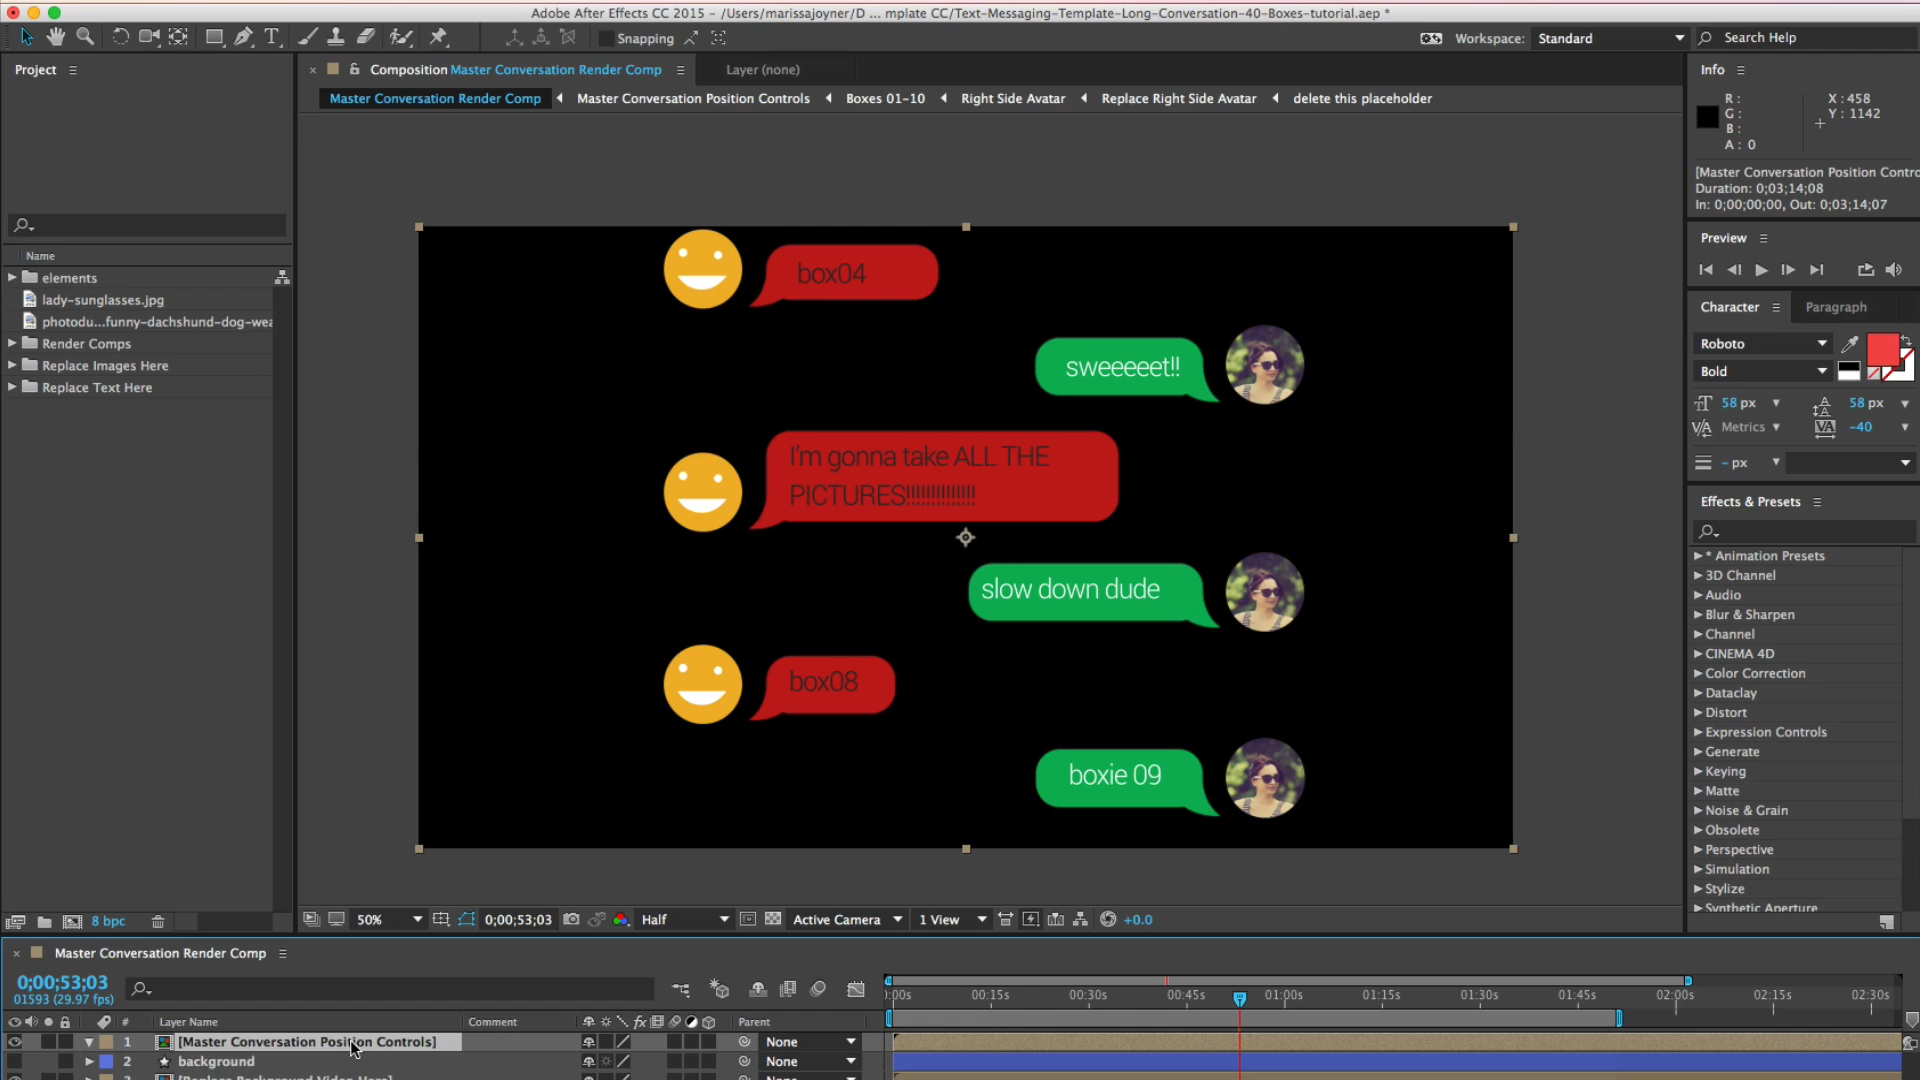 Adobe After Effects CC 2015 - /Users/marissajoyner/D ... mplate CC/Text-Messaging-Template-Long-Conversation-40-Boxes-tutorial.aep *
Snapping
Workspace: Standard
Search Help
Project
Composition Master Conversation Render Comp
Layer (none)
Info
Master Conversation Render Comp
Master Conversation Position Controls
Boxes 01-10
Right Side Avatar
Replace Right Side Avatar
delete this placeholder
R :
G :
B :
A : 0
X : 458
Y : 1142
[Master Conversation Position Contro
Duration: 0;03;14;08
In: 0;00;00;00, Out: 0;03;14;07
Preview
Name
elements
lady-sunglasses.jpg
photodu...funny-dachshund-dog-wea
Render Comps
Replace Images Here
Replace Text Here
box04
sweeeeet!!
I'm gonna take ALL THE
PICTURES!!!!!!!!!!!!!!
slow down dude
box08
boxie 09
Character
Paragraph
Roboto
Bold
58 px
58 px
Metrics
-40
- px
Effects & Presets
* Animation Presets
3D Channel
Audio
Blur & Sharpen
Channel
CINEMA 4D
Color Correction
Dataclay
Distort
Expression Controls
Generate
Keying
Matte
Noise & Grain
Obsolete
Perspective
Simulation
Stylize
Synthetic Aperture
8 bpc
50%
0;00;53;03
Half
Active Camera
1 View
+0.0
Master Conversation Render Comp
0;00;53;03
01593 (29.97 fps)
):00s
00:15s
00:30s
00:45s
01:00s
01:15s
01:30s
01:45s
02:00s
02:15s
02:30s
#
Layer Name
Comment
fx
Parent
1
[Master Conversation Position Controls]
None
2
background
None
[Replace Background Video Here]
None